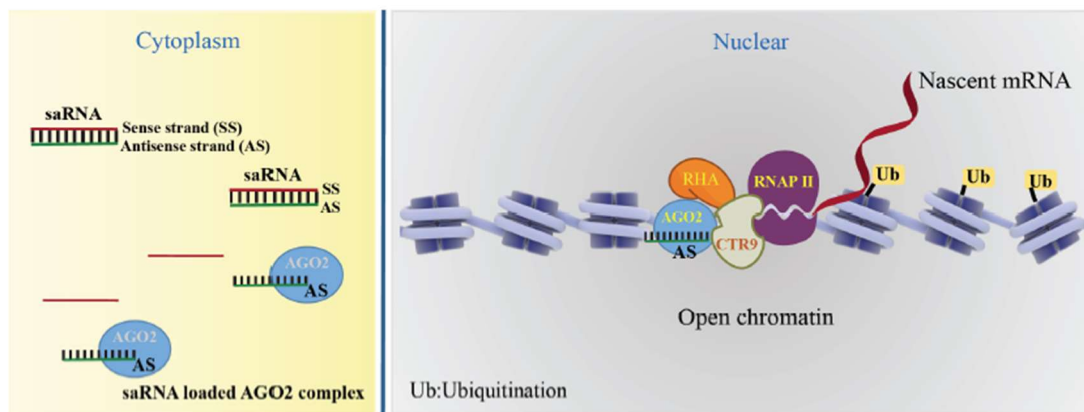 Cytoplasm
saRNA
Sense strand (SS)
Antisense strand (AS)
saRNA
SS
AS
AGO2
AS
AGO2
AS
saRNA loaded AGO2 complex
Nuclear
Nascent mRNA
RHA
RNAP II
Ub
Ub
Ub
AGO2
CTR9
AS
Open chromatin
Ub:Ubiquitination